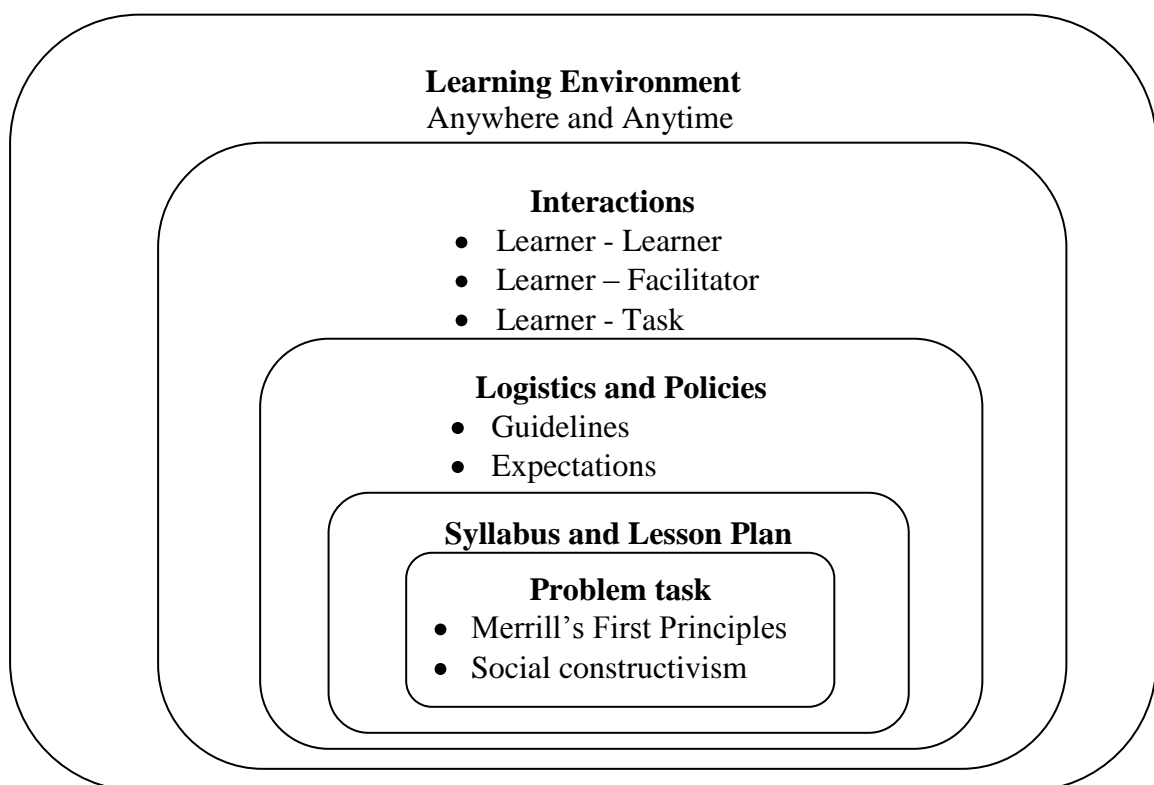 Learning Environment
Anywhere and Anytime
Interactions
• Learner - Learner
• Learner – Facilitator
• Learner - Task
Logistics and Policies
• Guidelines
• Expectations
Syllabus and Lesson Plan
Problem task
• Merrill’s First Principles
• Social constructivism